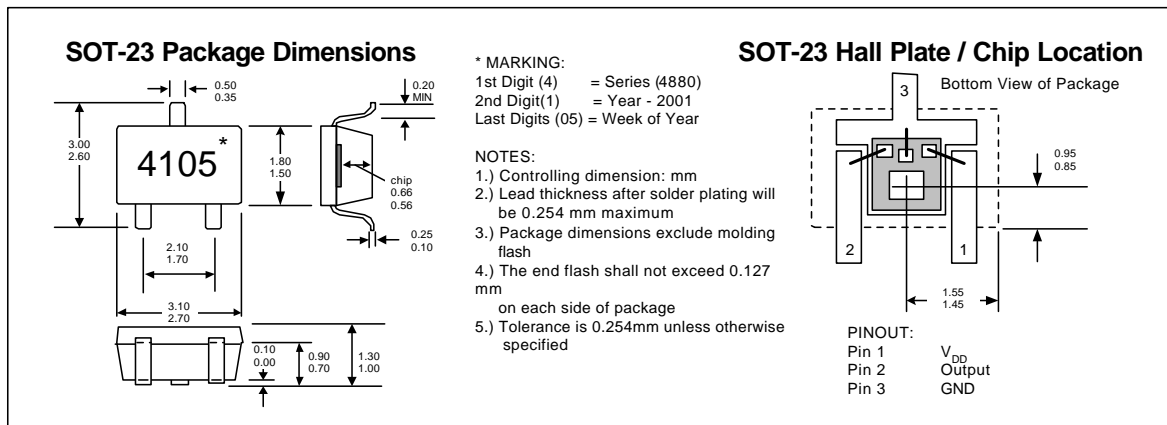 SOT-23 Package Dimensions
0.50
0.35
3.00
2.60
4105*
1.80
1.50
2.10
1.70
3.10
2.70
0.20
MIN
chip
0.66
0.56
0.25
0.10
0.10
0.00
0.90
0.70
1.30
1.00
* MARKING:
1st Digit (4) = Series (4880)
2nd Digit(1) = Year - 2001
Last Digits (05) = Week of Year
NOTES:
1.) Controlling dimension: mm
2.) Lead thickness after solder plating will
be 0.254 mm maximum
3.) Package dimensions exclude molding
flash
4.) The end flash shall not exceed 0.127
mm
on each side of package
5.) Tolerance is 0.254mm unless otherwise
specified
SOT-23 Hall Plate / Chip Location
Bottom View of Package
3
2
1
0.95
0.85
1.55
1.45
PINOUT:
Pin 1 VDD
Pin 2 Output
Pin 3 GND